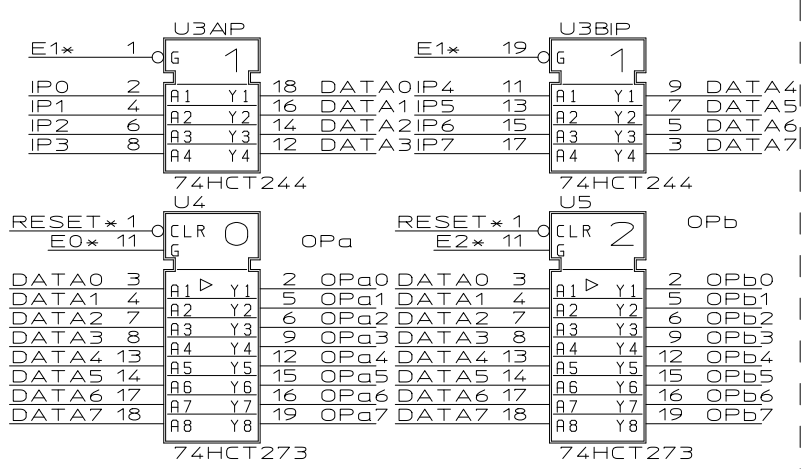 U3AIP U3BIP
E1* 1 G 1 E1* 19 G 1
IP0 2 A1 Y1 18 DATA0 IP4 11 A1 Y1 9 DATA4
IP1 4 A2 Y2 16 DATA1 IP5 13 A2 Y2 7 DATA5
IP2 6 A3 Y3 14 DATA2 IP6 15 A3 Y3 5 DATA6
IP3 8 A4 Y4 12 DATA3 IP7 17 A4 Y4 3 DATA7
74HCT244 74HCT244
U4 U5
RESET* 1 CLR 0 RESET* 1 CLR 2 OPb
E0* 11 G OPa E2* 11 G
DATA0 3 A1 Y1 2 OPa0 DATA0 3 A1 Y1 2 OPb0
DATA1 4 A2 Y2 5 OPa1 DATA1 4 A2 Y2 5 OPb1
DATA2 7 A3 Y3 6 OPa2 DATA2 7 A3 Y3 6 OPb2
DATA3 8 A4 Y4 9 OPa3 DATA3 8 A4 Y4 9 OPb3
DATA4 13 A5 Y5 12 OPa4 DATA4 13 A5 Y5 12 OPb4
DATA5 14 A6 Y6 15 OPa5 DATA5 14 A6 Y6 15 OPb5
DATA6 17 A7 Y7 16 OPa6 DATA6 17 A7 Y7 16 OPb6
DATA7 18 A8 Y8 19 OPa7 DATA7 18 A8 Y8 19 OPb7
74HCT273 74HCT273